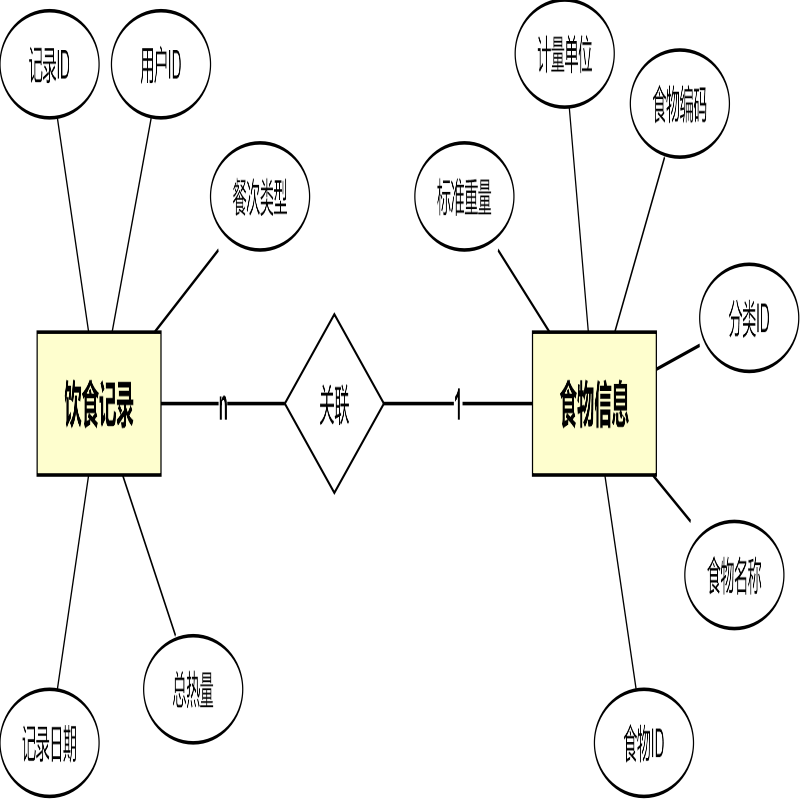 计量单位
记录ID
用户ID
食物编码
餐次类型
标准重量
分类ID
饮食记录
n
关联
1
食物信息
食物名称
总热量
记录日期
食物ID